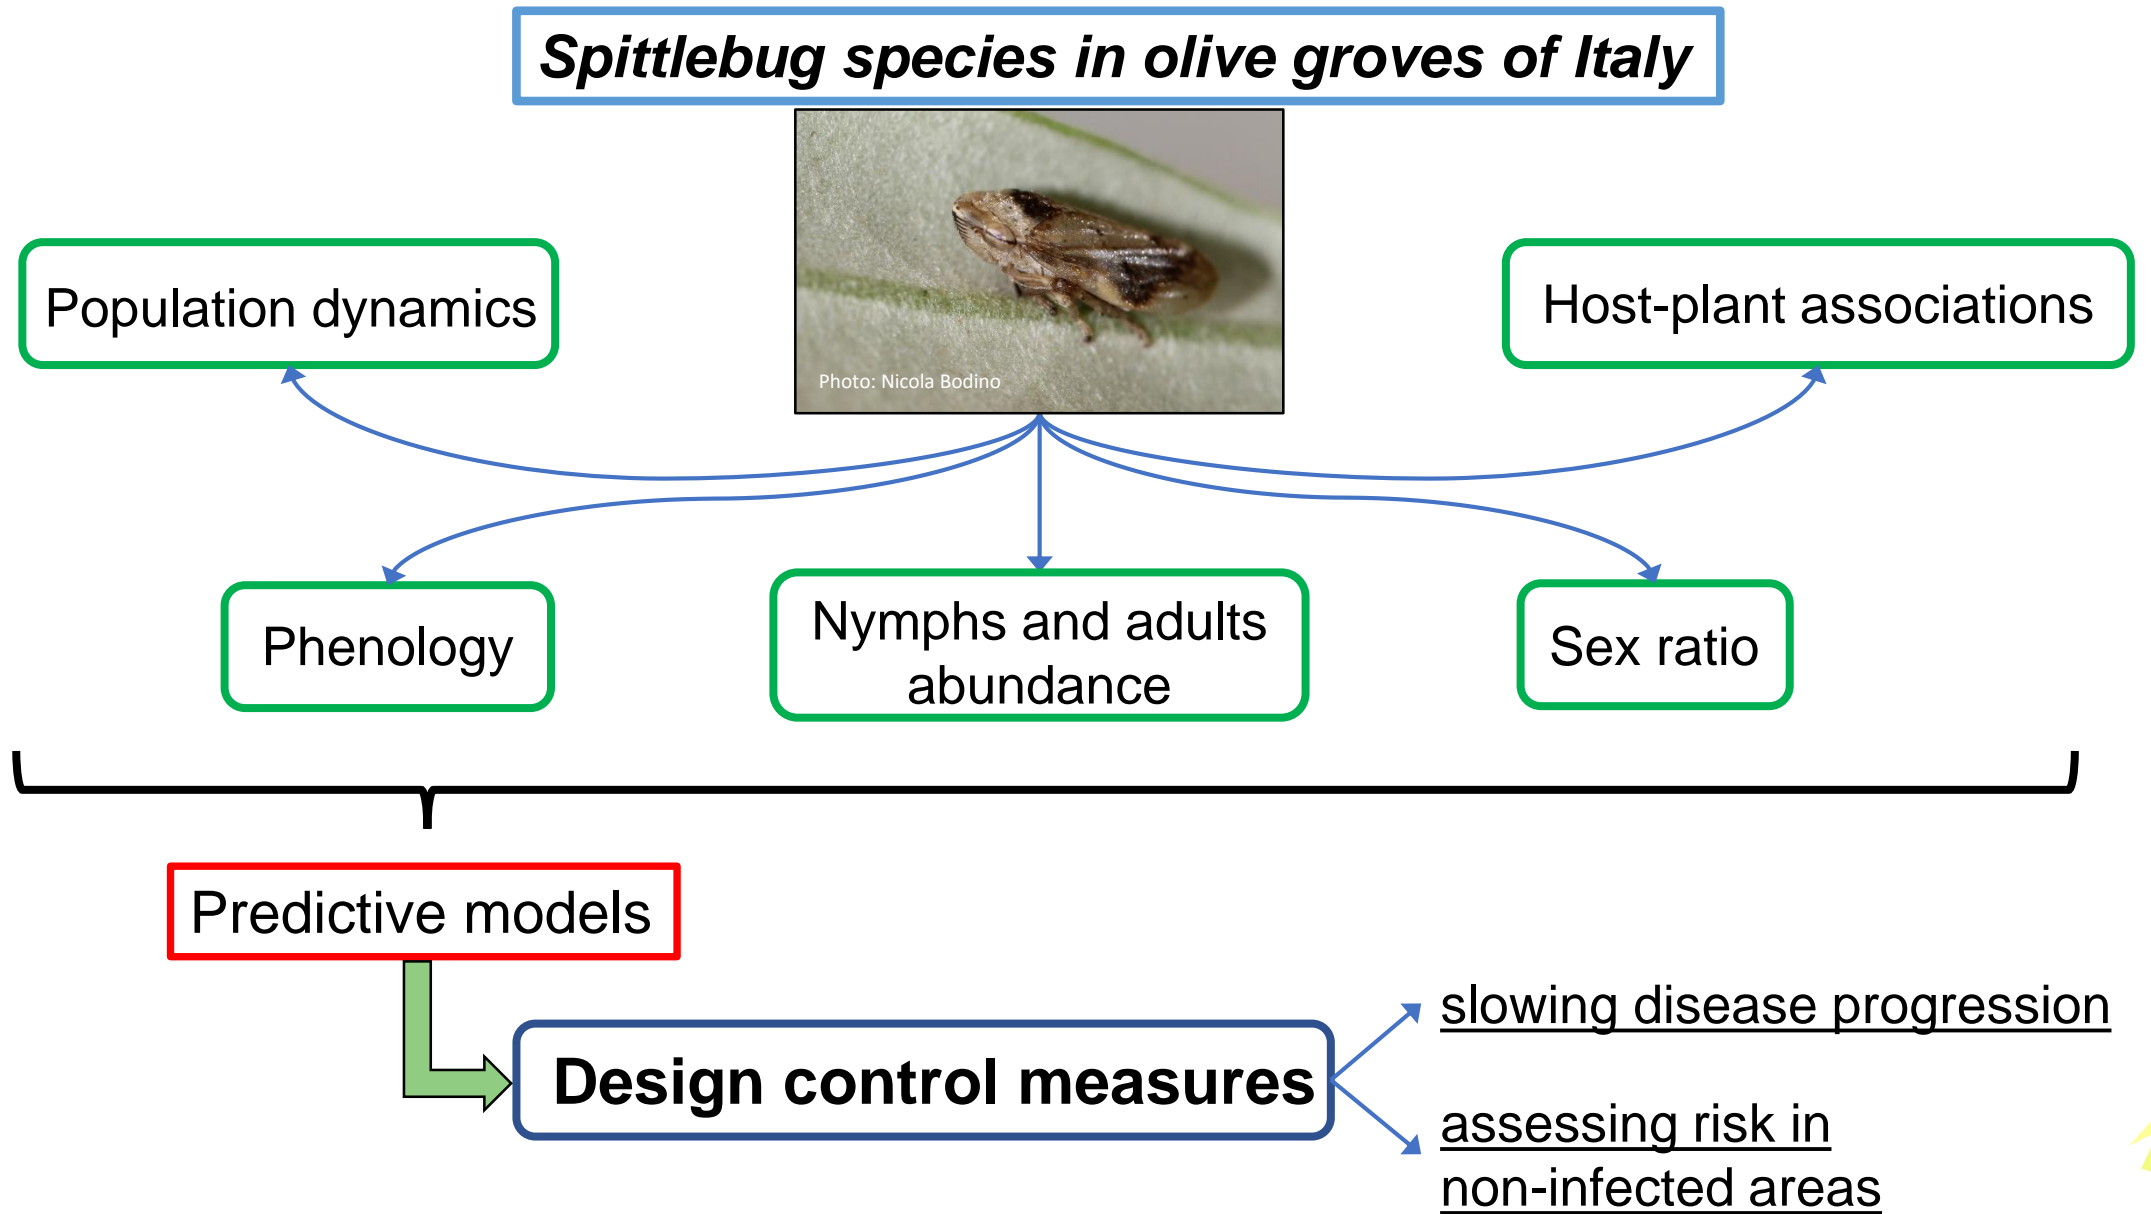 Spittlebug species in olive groves of Italy
Photo: Nicola Bodino
Population dynamics
Host-plant associations
Phenology
Nymphs and adults
abundance
Sex ratio
Predictive models
Design control measures
slowing disease progression
assessing risk in
non-infected areas